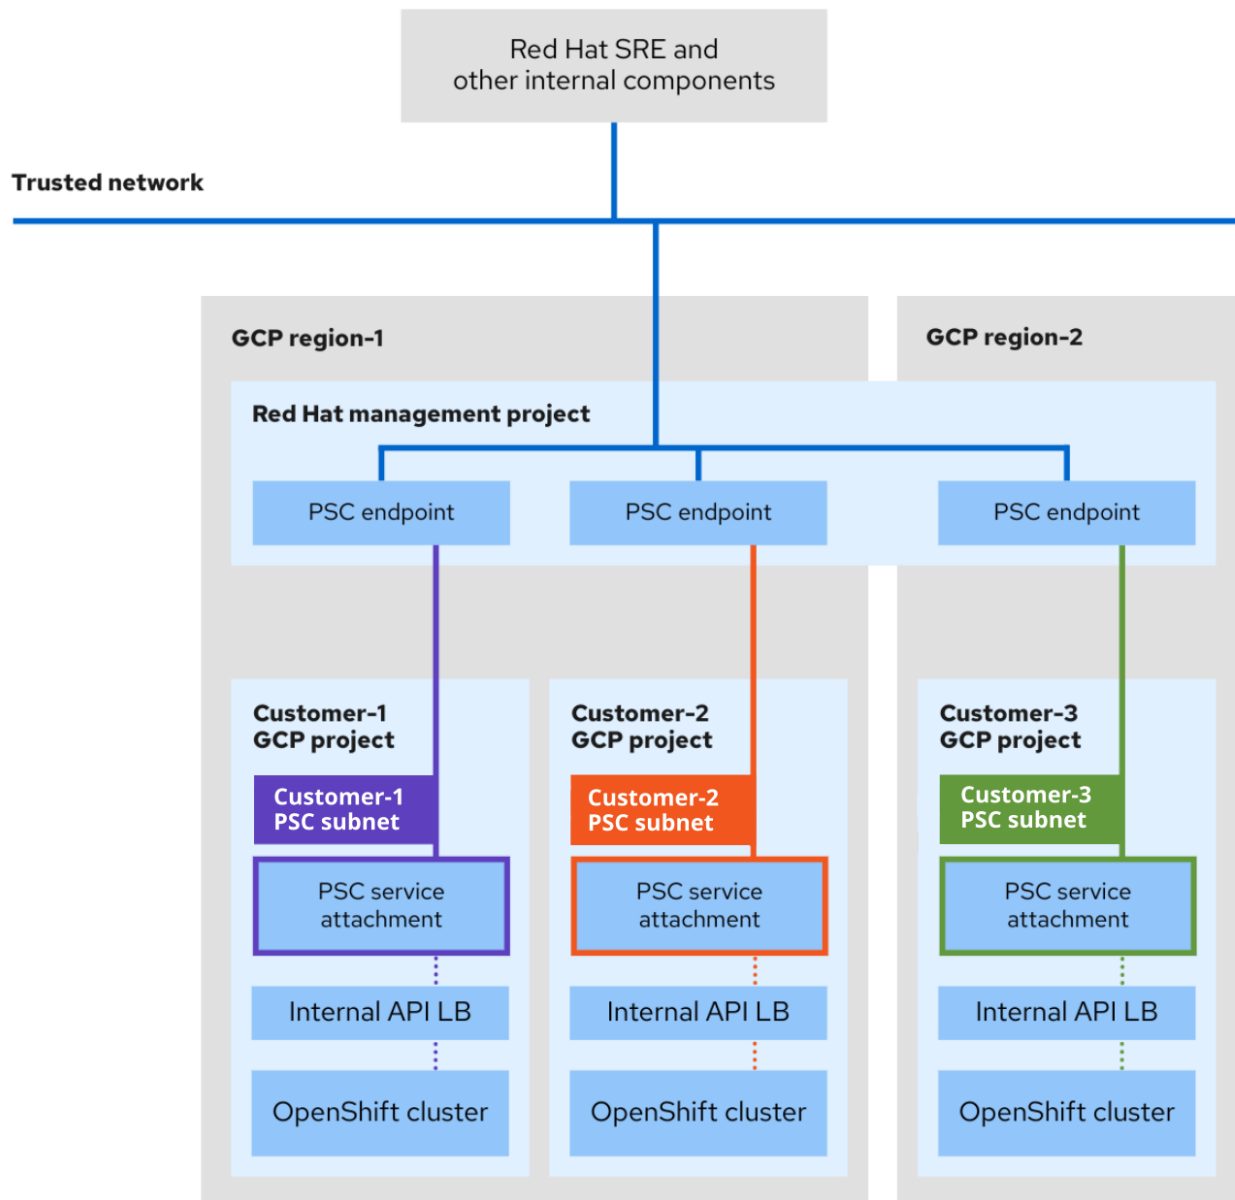 Red Hat SRE and
other internal components
Trusted network
GCP region-1
GCP region-2
Red Hat management project
PSC endpoint
PSC endpoint
PSC endpoint
Customer-1
GCP project
Customer-2
GCP project
Customer-3
GCP project
Customer-1
PSC subnet
Customer-2
PSC subnet
Customer-3
PSC subnet
PSC service
attachment
PSC service
attachment
PSC service
attachment
Internal API LB
Internal API LB
Internal API LB
OpenShift cluster
OpenShift cluster
OpenShift cluster